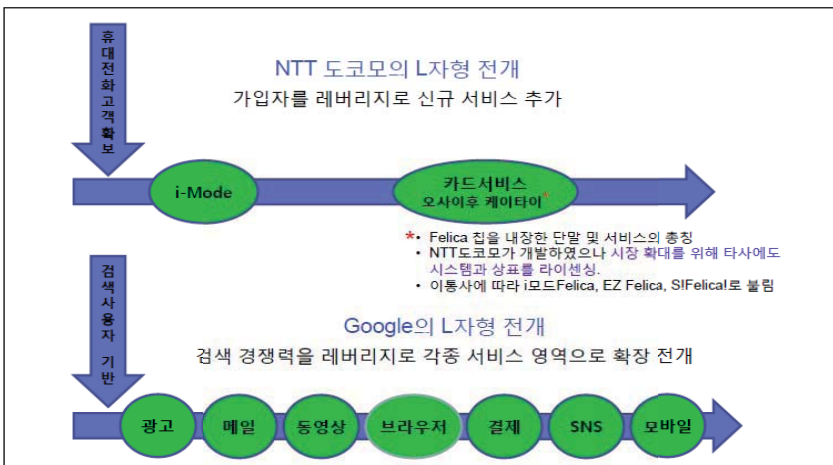 휴대전화고객확보
NTT 도코모의 L자형 전개
가입자를 레버리지로 신규 서비스 추가
i-Mode
카드서비스
오사이후 케이타이*
*• Felica 칩을 내장한 단말 및 서비스의 총칭
• NTT도코모가 개발하였으나 시장 확대를 위해 타사에도
시스템과 상표를 라이센싱.
• 이통사에 따라 i모드Felica, EZ Felica, S!Felica!로 불림
검색사용자 기반
Google의 L자형 전개
검색 경쟁력을 레버리지로 각종 서비스 영역으로 확장 전개
광고 메일 동영상 브라우저 결제 SNS 모바일